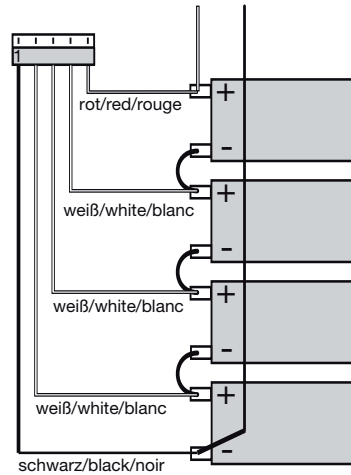 1
rot/red/rouge
+
-
+
weiß/white/blanc
-
+
weiß/white/blanc
-
+
weiß/white/blanc
-
schwarz/black/noir